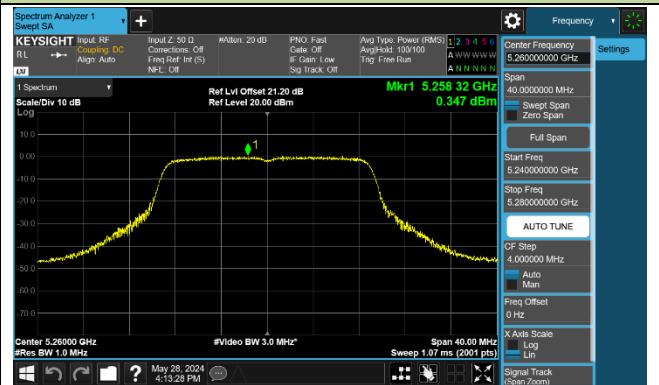 Spectrum Analyzer 1
Swept SA
Frequency
KEYSIGHT
RL
LXI
Input: RF
Coupling: DC
Align: Auto
Input Z: 50 Ω
Corrections: Off
Freq Ref: Int (S)
NFE: Off
#Atten: 20 dB
PNO: Fast
Gate: Off
IF Gain: Low
Sig Track: Off
Avg Type: Power (RMS)
Avg|Hold: 100/100
Trig: Free Run
1 2 3 4 5 6
A W W W W W
A N N N N N
1 Spectrum
Scale/Div 10 dB
Log
Ref Lvl Offset 21.20 dB
Ref Level 20.00 dBm
Mkr1 5.258 32 GHz
0.347 dBm
1
10.0
0.00
-10.0
-20.0
-30.0
-40.0
-50.0
-60.0
-70.0
Center 5.26000 GHz
#Res BW 1.0 MHz
#Video BW 3.0 MHz*
Span 40.00 MHz
Sweep 1.07 ms (2001 pts)
Center Frequency
5.260000000 GHz
Settings
Span
40.0000000 MHz
Swept Span
Zero Span
Full Span
Start Freq
5.240000000 GHz
Stop Freq
5.280000000 GHz
AUTO TUNE
CF Step
4.000000 MHz
Auto
Man
Freq Offset
0 Hz
X Axis Scale
Log
Lin
Signal Track
(Span Zoom)
May 28, 2024
4:13:28 PM